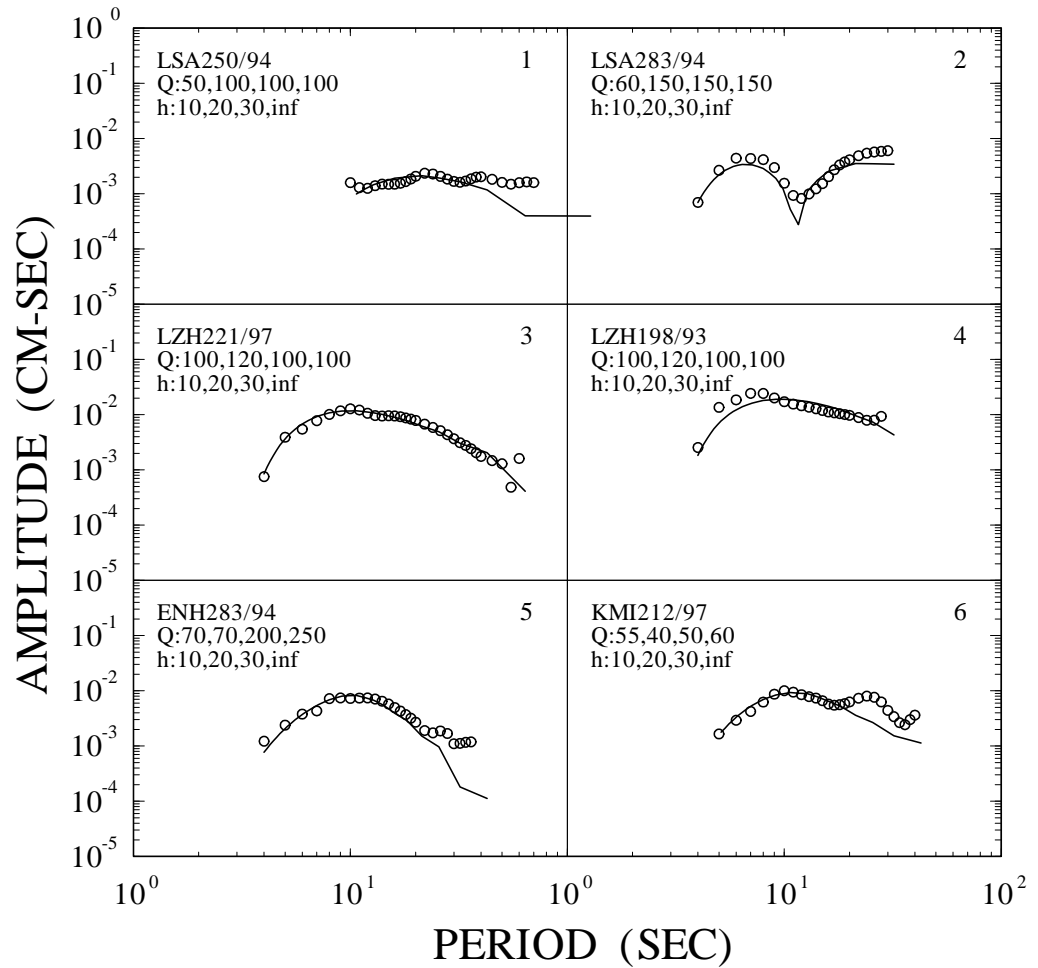 AMPLITUDE (CM-SEC)
10^0
10^-1
10^-2
10^-3
10^-4
10^-5
LSA250/94 1
Q:50,100,100,100
h:10,20,30,inf
LSA283/94 2
Q:60,150,150,150
h:10,20,30,inf
10^-1
10^-2
10^-3
10^-4
10^-5
LZH221/97 3
Q:100,120,100,100
h:10,20,30,inf
LZH198/93 4
Q:100,120,100,100
h:10,20,30,inf
10^-1
10^-2
10^-3
10^-4
10^-5
ENH283/94 5
Q:70,70,200,250
h:10,20,30,inf
KMI212/97 6
Q:55,40,50,60
h:10,20,30,inf
10^0 10^1 10^0 10^1 10^2
PERIOD (SEC)